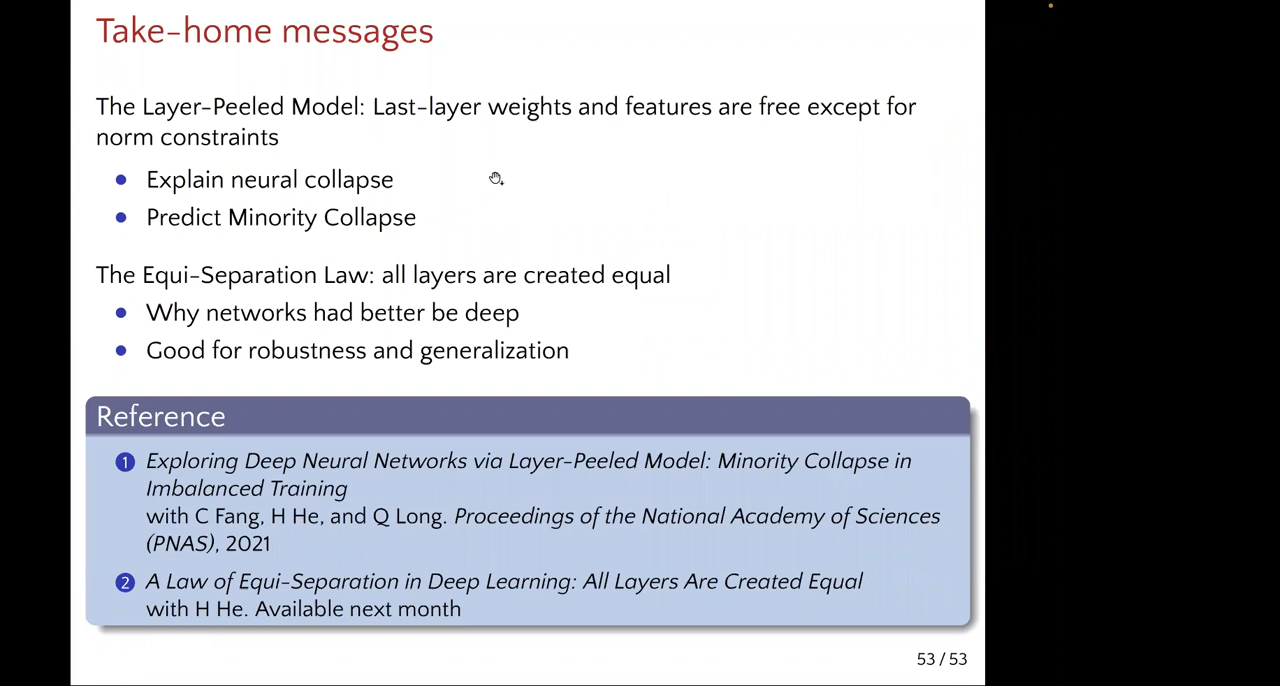 Take-home messages
The Layer-Peeled Model: Last-layer weights and features are free except for
norm constraints
Explain neural collapse
Predict Minority Collapse
The Equi-Separation Law: all layers are created equal
Why networks had better be deep
Good for robustness and generalization
Reference
1 Exploring Deep Neural Networks via Layer-Peeled Model: Minority Collapse in
Imbalanced Training
with C Fang, H He, and Q Long. Proceedings of the National Academy of Sciences
(PNAS), 2021
2 A Law of Equi-Separation in Deep Learning: All Layers Are Created Equal
with H He. Available next month
53 / 53